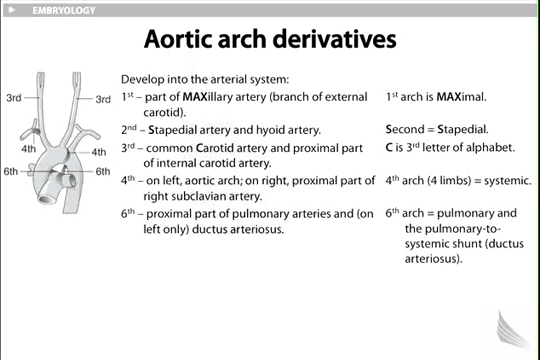 EMBRYOLOGY
Aortic arch derivatives
Develop into the arterial system:
1st – part of MAXillary artery (branch of external
carotid).
1st arch is MAXimal.
2nd – Stapedial artery and hyoid artery.
Second = Stapedial.
3rd – common Carotid artery and proximal part
of internal carotid artery.
C is 3rd letter of alphabet.
4th – on left, aortic arch; on right, proximal part of
right subclavian artery.
4th arch (4 limbs) = systemic.
6th – proximal part of pulmonary arteries and (on
left only) ductus arteriosus.
6th arch = pulmonary and
the pulmonary-to-
systemic shunt (ductus
arteriosus).
3rd
3rd
4th
4th
6th
6th